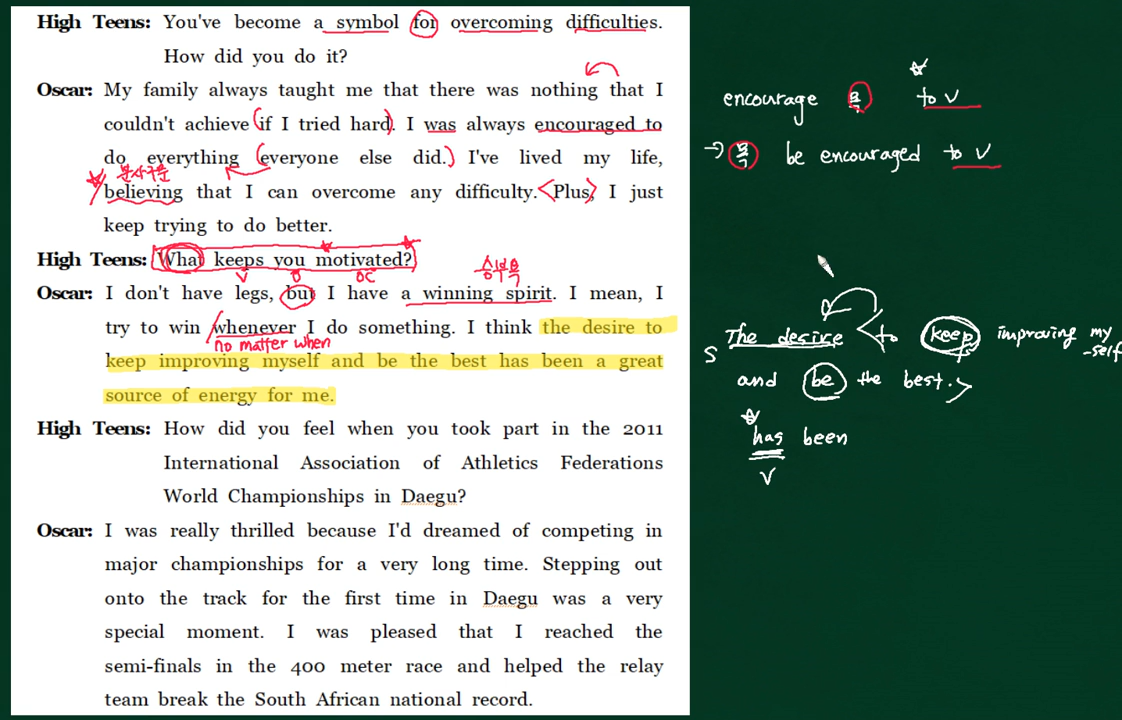 High Teens: You've become a symbol for overcoming difficulties.
How did you do it?
Oscar: My family always taught me that there was nothing that I
couldn't achieve (if I tried hard). I was always encouraged to
do everything (everyone else did.) I've lived my life,
분사구문
believing that I can overcome any difficulty. <Plus,> I just
keep trying to do better.
High Teens: What keeps you motivated?
V O OC
승부욕
Oscar: I don't have legs, but I have a winning spirit. I mean, I
try to win whenever I do something. I think the desire to
no matter when
keep improving myself and be the best has been a great
source of energy for me.
High Teens: How did you feel when you took part in the 2011
International Association of Athletics Federations
World Championships in Daegu?
Oscar: I was really thrilled because I'd dreamed of competing in
major championships for a very long time. Stepping out
onto the track for the first time in Daegu was a very
special moment. I was pleased that I reached the
semi-finals in the 400 meter race and helped the relay
team break the South African national record.
encourage 목 to V
→ 목 be encouraged to V
The desire <to keep improving my
S -self
and be the best.>
has been
V